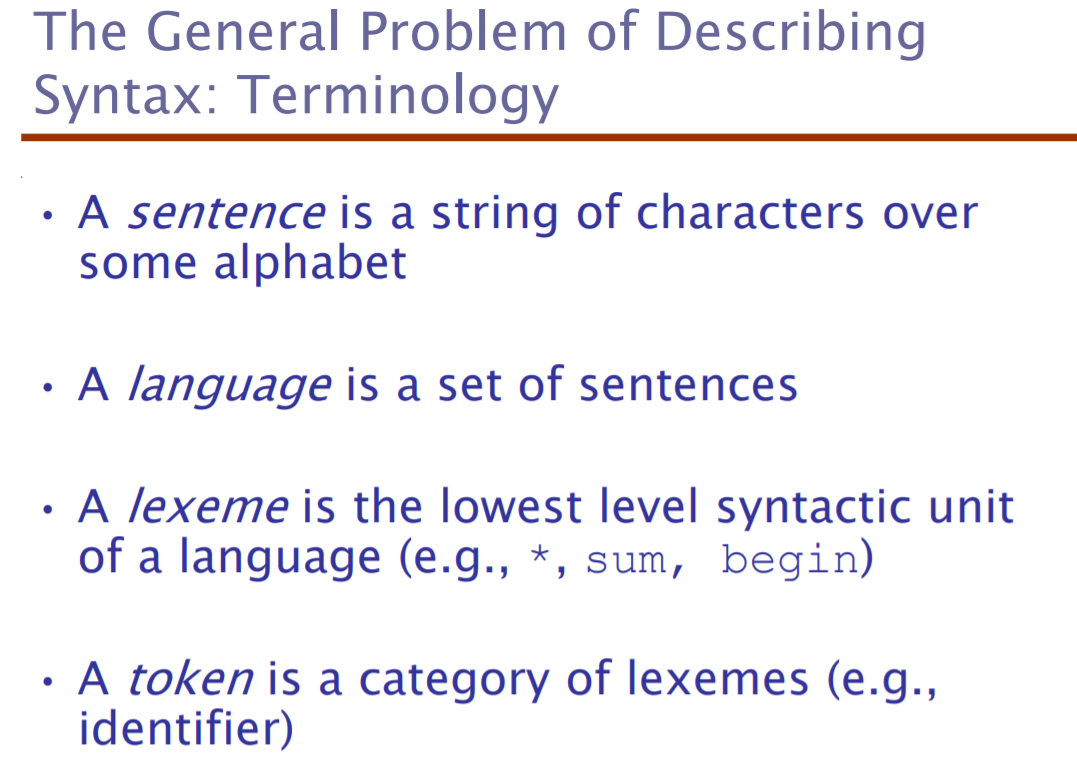 The General Problem of Describing
Syntax: Terminology
• A sentence is a string of characters over
some alphabet
• A language is a set of sentences
• A lexeme is the lowest level syntactic unit
of a language (e.g., *, sum, begin)
• A token is a category of lexemes (e.g.,
identifier)